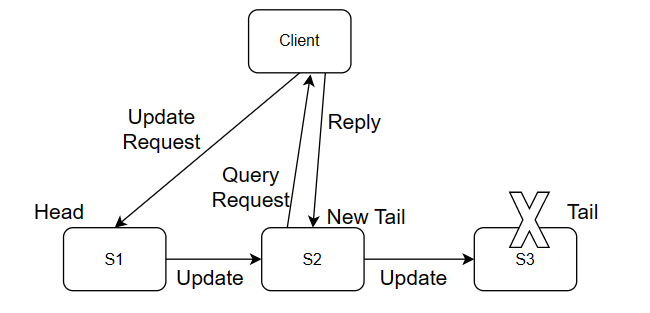 Client
Update
Request
Reply
Query
Request
Head
New Tail
Tail
S1
S2
S3
Update
Update